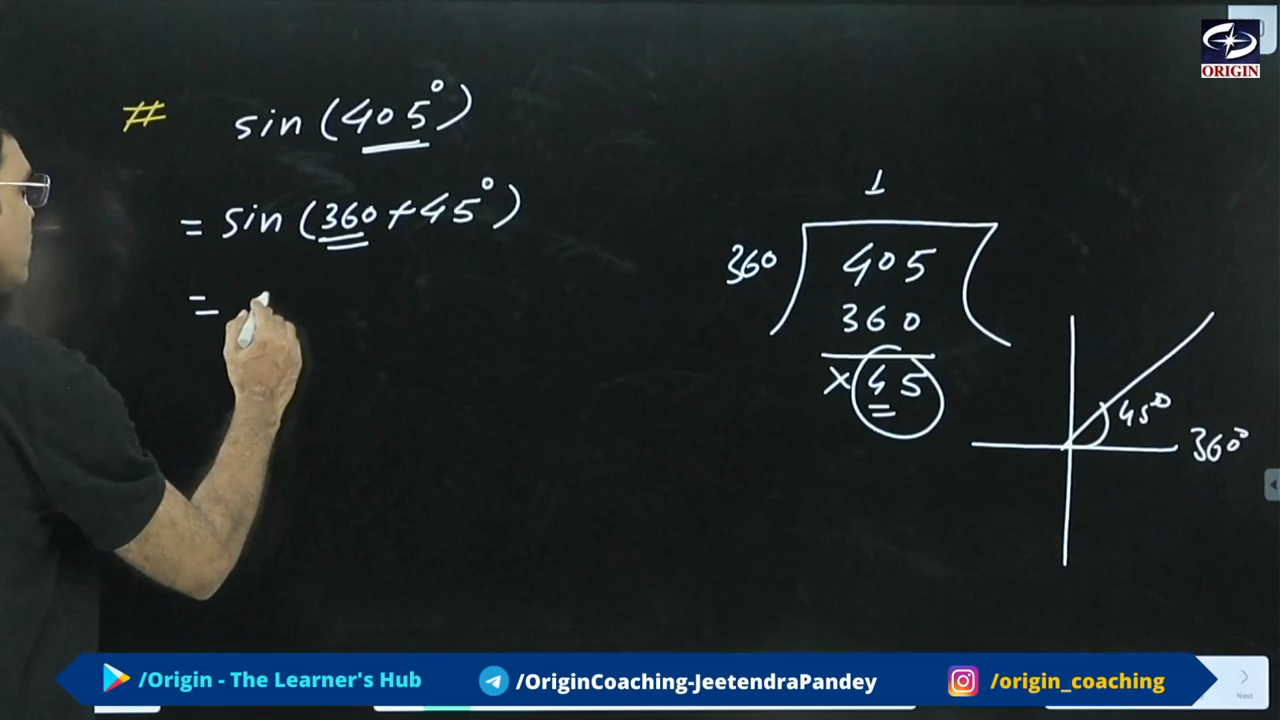 ORIGIN
# sin (405°)
= sin (360+45°)
=
1
360 405
360
×45
45°
360°
/Origin - The Learner's Hub
/OriginCoaching-JeetendraPandey
/origin_coaching
Next